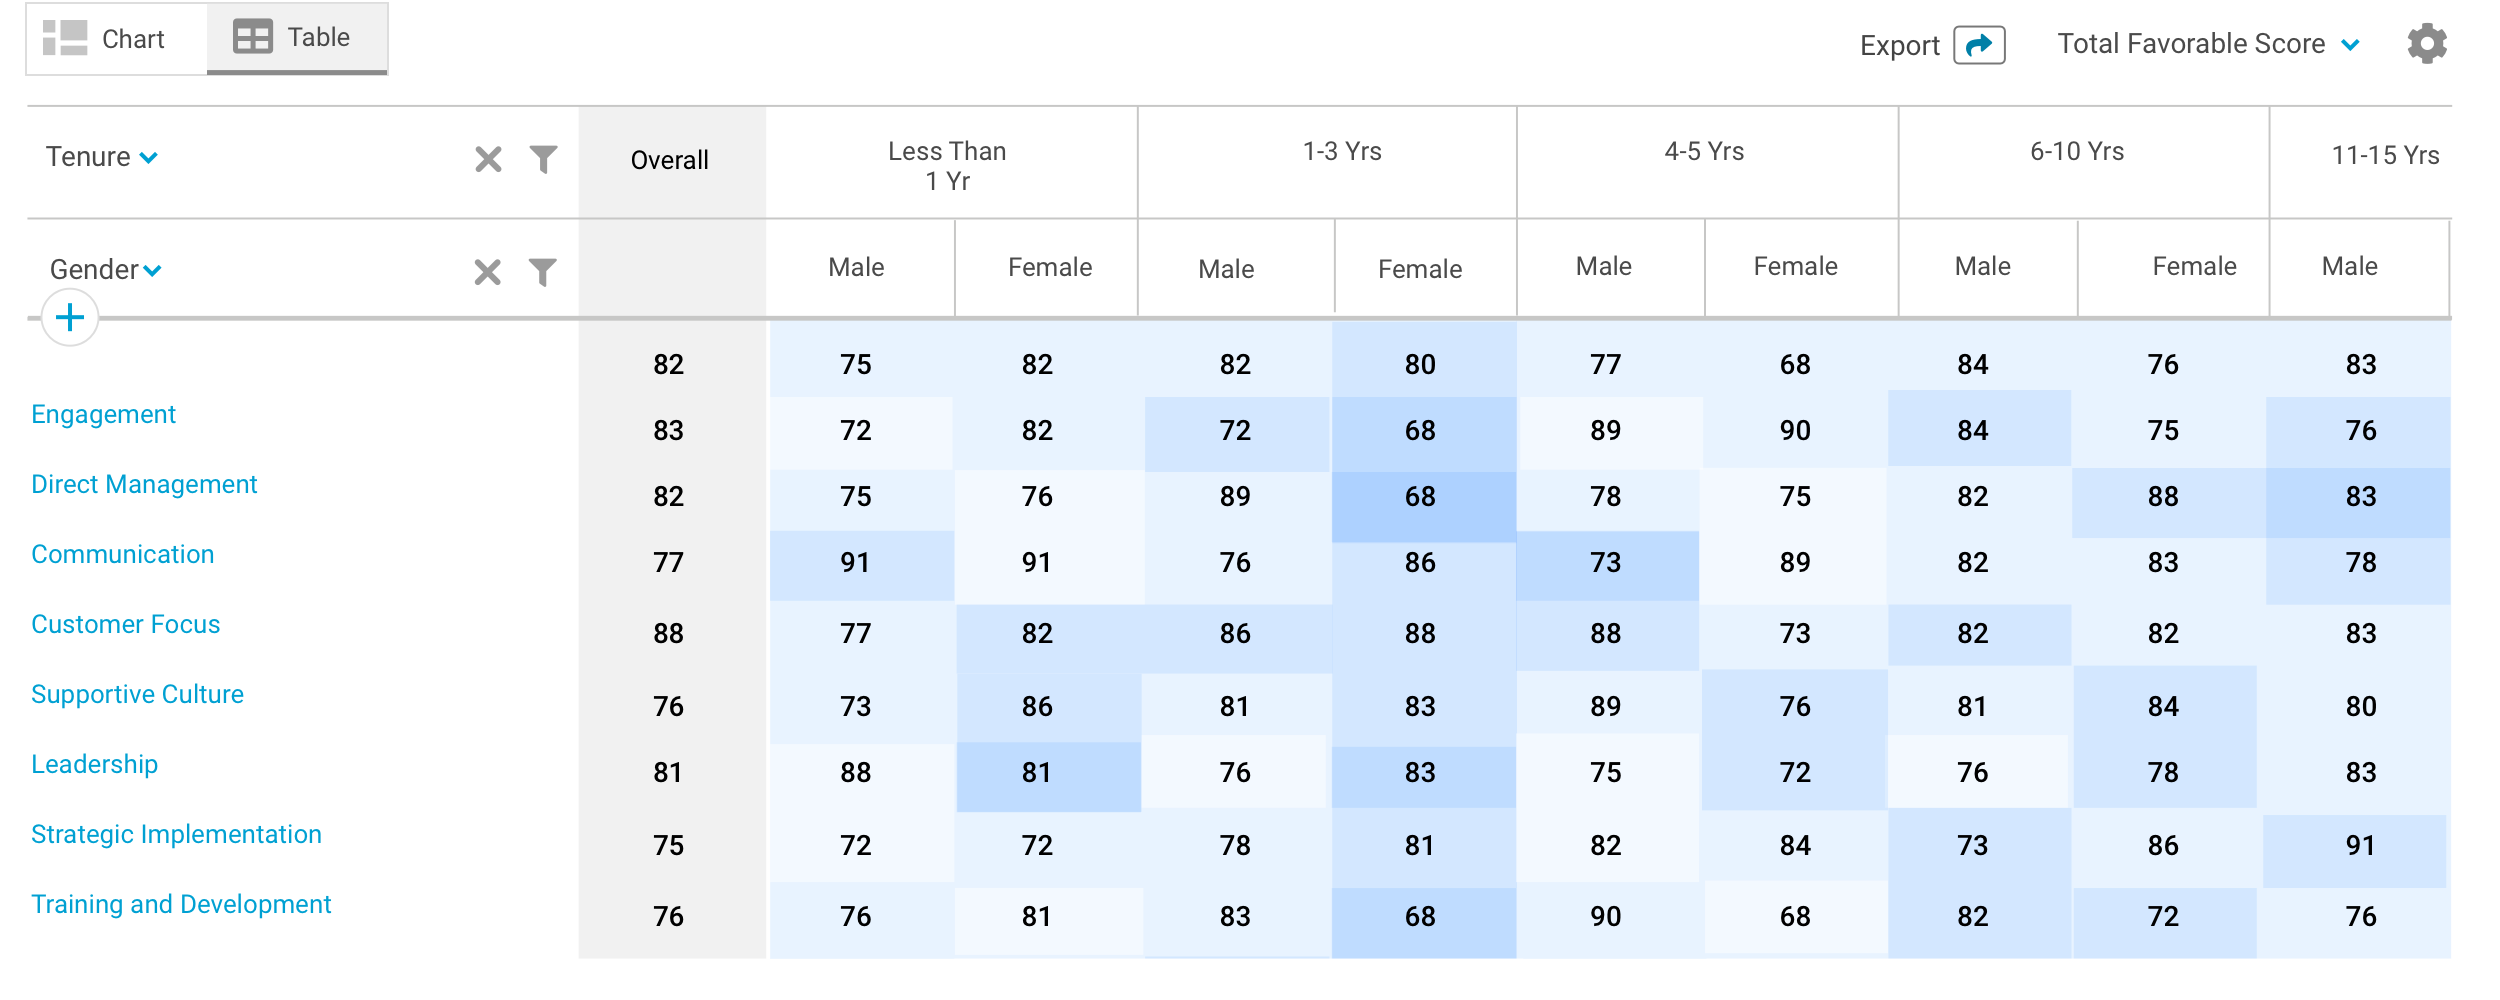 Chart Table Export Total Favorable Score
Tenure Overall Less Than 1-3 Yrs 4-5 Yrs 6-10 Yrs 11-15 Yrs
1 Yr
Gender Male Female Male Female Male Female Male Female Male
82 75 82 82 80 77 68 84 76 83
Engagement
83 72 82 72 68 89 90 84 75 76
Direct Management
82 75 76 89 68 78 75 82 88 83
Communication
77 91 91 76 86 73 89 82 83 78
Customer Focus
88 77 82 86 88 88 73 82 82 83
Supportive Culture
76 73 86 81 83 89 76 81 84 80
Leadership
81 88 81 76 83 75 72 76 78 83
Strategic Implementation
75 72 72 78 81 82 84 73 86 91
Training and Development
76 76 81 83 68 90 68 82 72 76